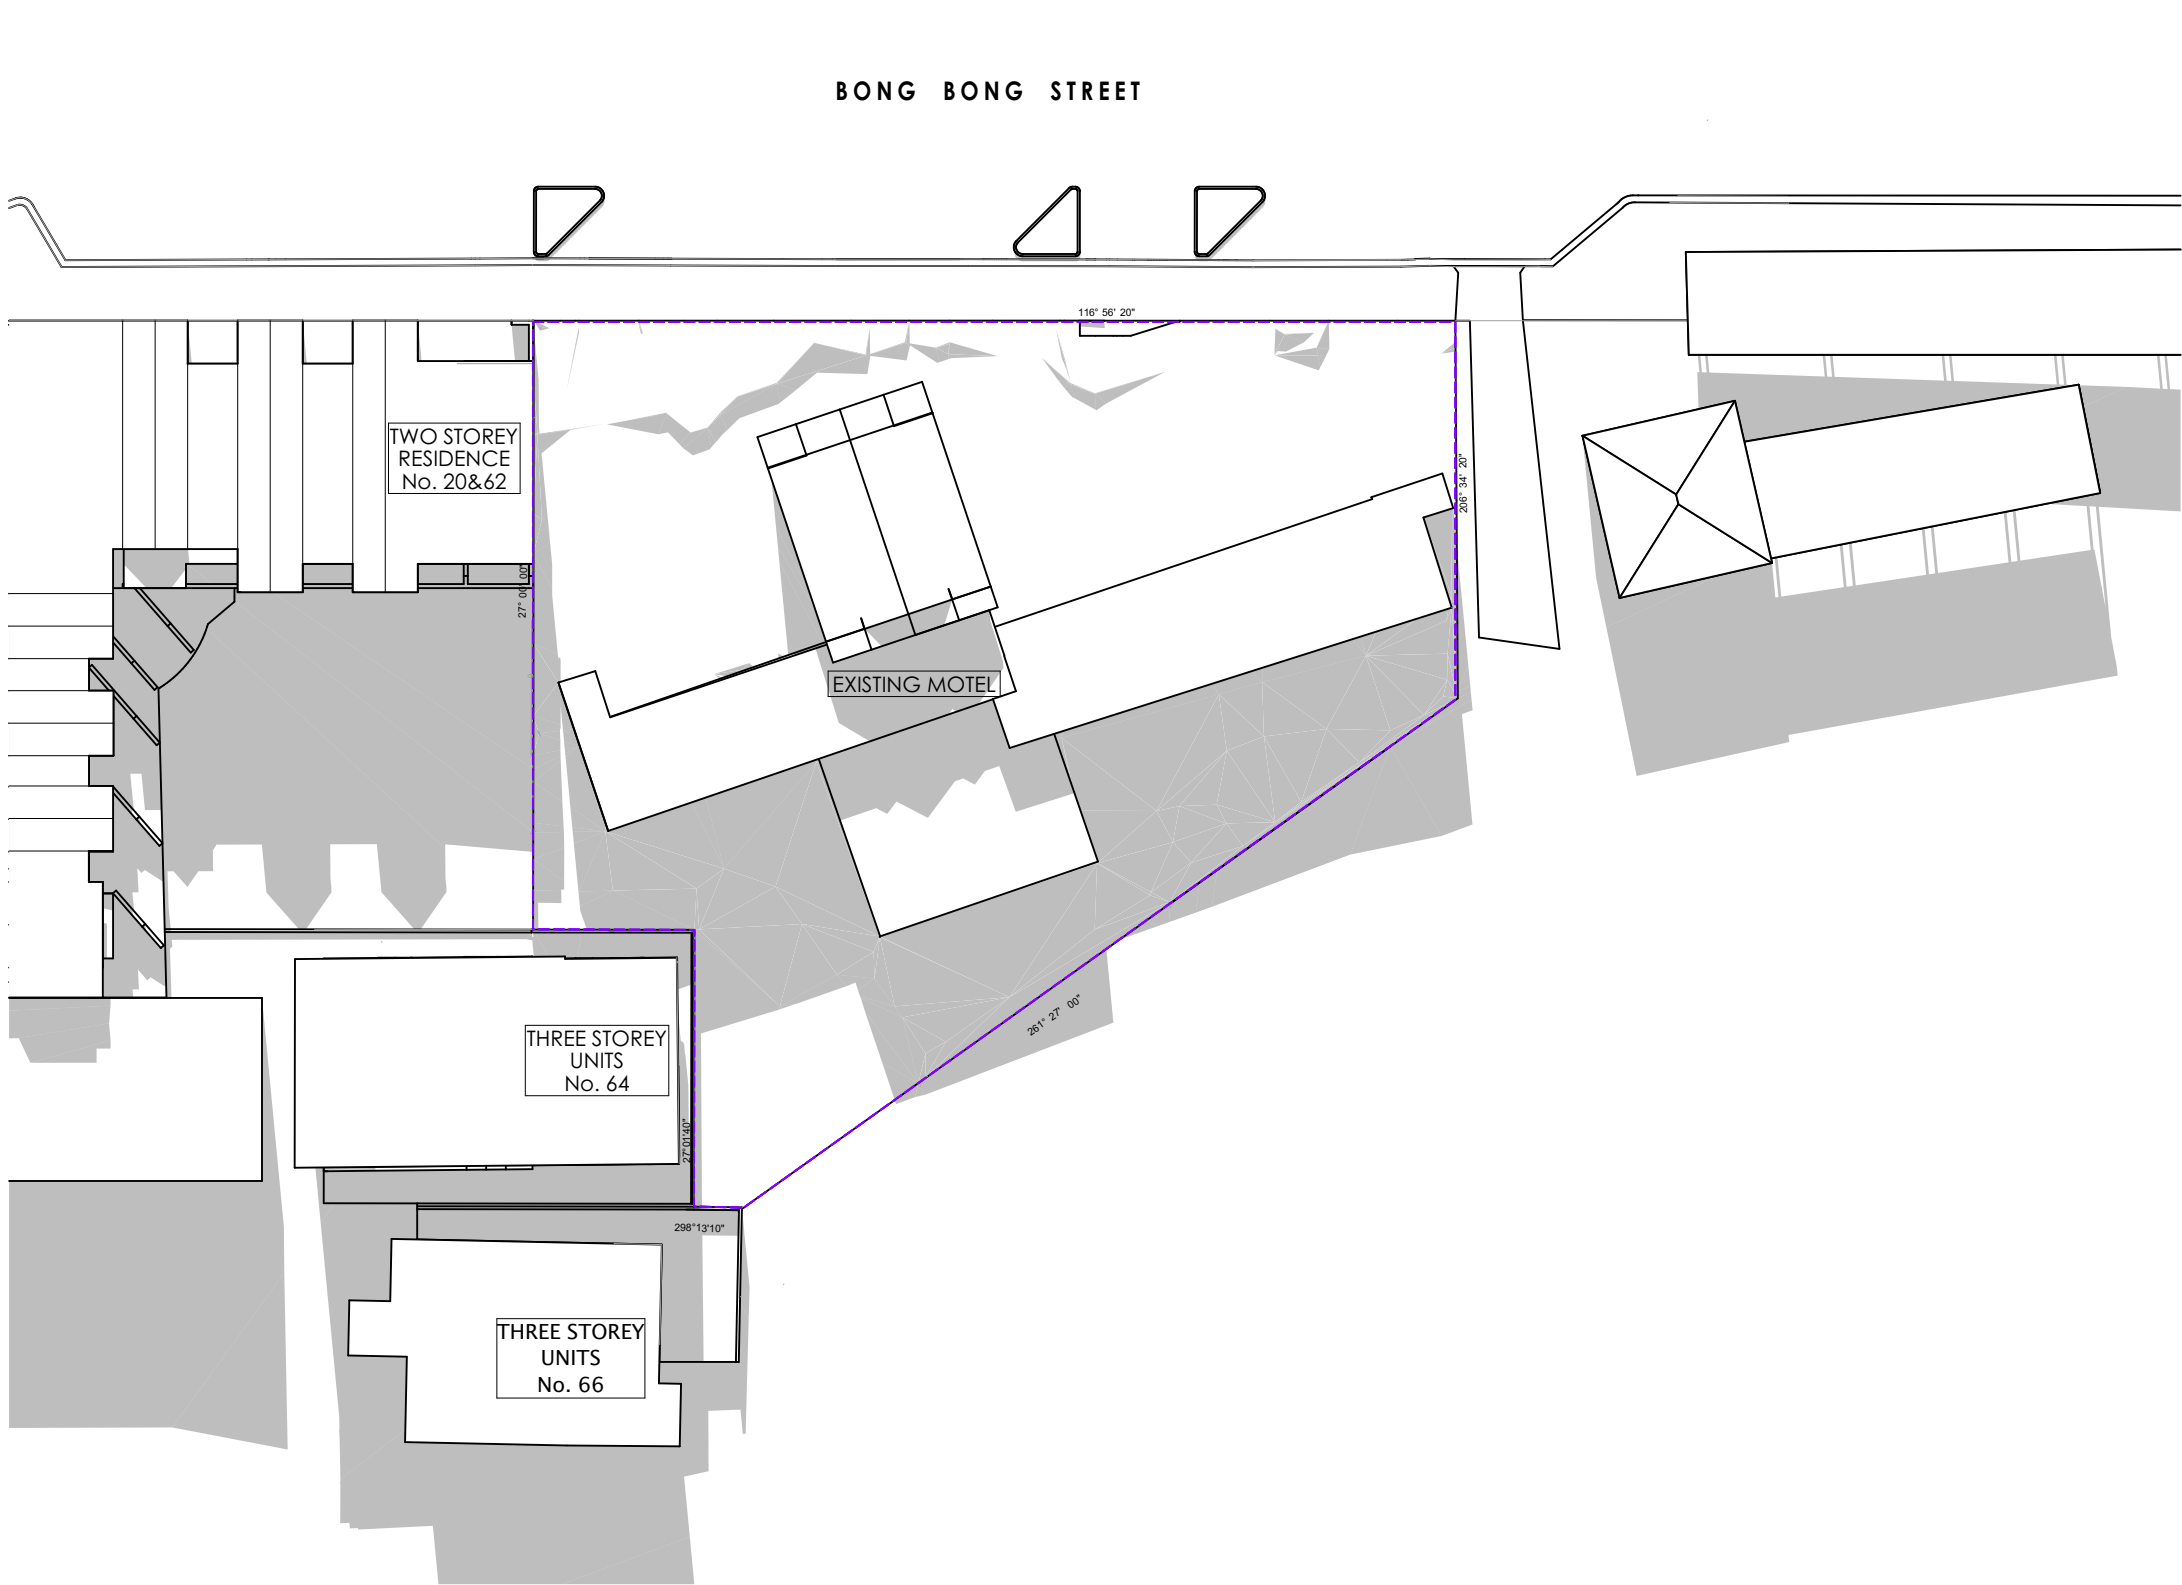 BONG BONG STREET
116° 56' 20"
TWO STOREY
RESIDENCE
No. 20&62
206° 34' 20"
27° 00' 00"
EXISTING MOTEL
261° 27' 00"
THREE STOREY
UNITS
No. 64
27°01'40"
298°13'10"
THREE STOREY
UNITS
No. 66